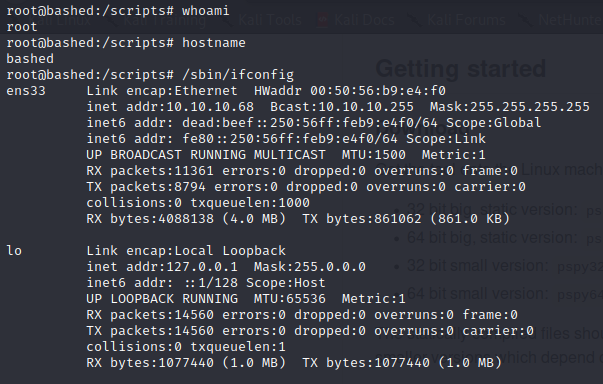 Kali Training Kali Tools Kali Docs Kali Forums NetHunter
root@bashed:/scripts# whoami
root
root@bashed:/scripts# hostname
bashed
root@bashed:/scripts# /sbin/ifconfig
Getting started
ens33 Link encap:Ethernet HWaddr 00:50:56:b9:e4:f0
inet addr:10.10.10.68 Bcast:10.10.10.255 Mask:255.255.255.255
inet6 addr: dead:beef::250:56ff:feb9:e4f0/64 Scope:Global
inet6 addr: fe80::250:56ff:feb9:e4f0/64 Scope:Link
UP BROADCAST RUNNING MULTICAST MTU:1500 Metric:1
RX packets:11361 errors:0 dropped:0 overruns:0 frame:0
Linux mach
TX packets:8794 errors:0 dropped:0 overruns:0 carrier:0
collisions:0 txqueuelen:1000
32 bit big, static version:
RX bytes:4088138 (4.0 MB) TX bytes:861062 (861.0 KB)
64 bit big, static version:
lo Link encap:Local Loopback
inet addr:127.0.0.1 Mask:255.0.0.0
32 bit small version: pspy32
inet6 addr: ::1/128 Scope:Host
UP LOOPBACK RUNNING MTU:65536 Metric:1
64 bit small version: pspy64
RX packets:14560 errors:0 dropped:0 overruns:0 frame:0
TX packets:14560 errors:0 dropped:0 overruns:0 carrier:0
files shou
collisions:0 txqueuelen:1
which depend
RX bytes:1077440 (1.0 MB) TX bytes:1077440 (1.0 MB)